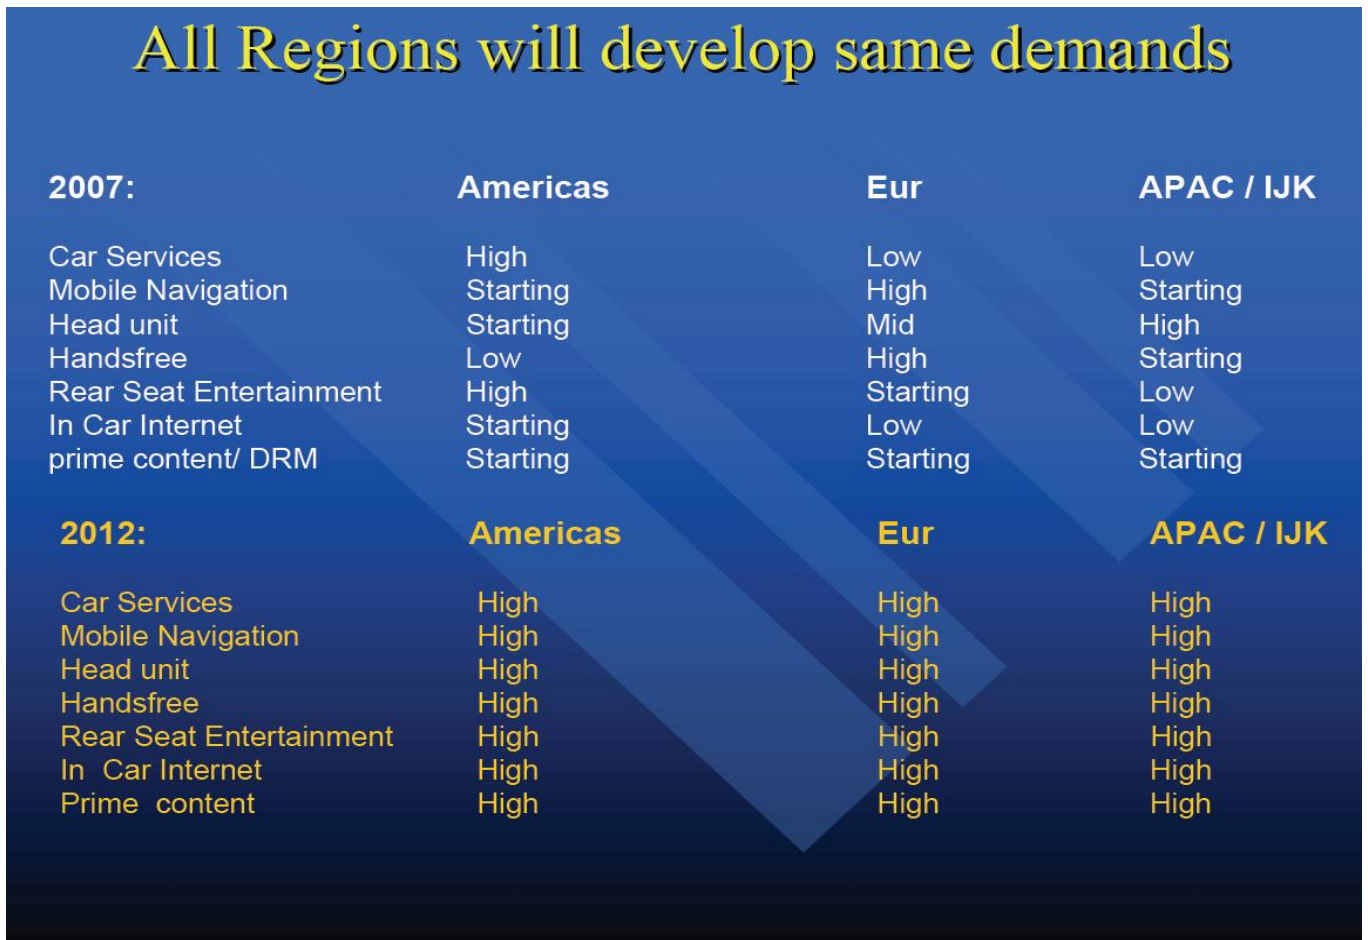 All Regions will develop same demands
2007: Americas Eur APAC / IJK
Car Services High Low Low
Mobile Navigation Starting High Starting
Head unit Starting Mid High
Handsfree Low High Starting
Rear Seat Entertainment High Starting Low
In Car Internet Starting Low Low
prime content/ DRM Starting Starting Starting
2012: Americas Eur APAC / IJK
Car Services High High High
Mobile Navigation High High High
Head unit High High High
Handsfree High High High
Rear Seat Entertainment High High High
In Car Internet High High High
Prime content High High High